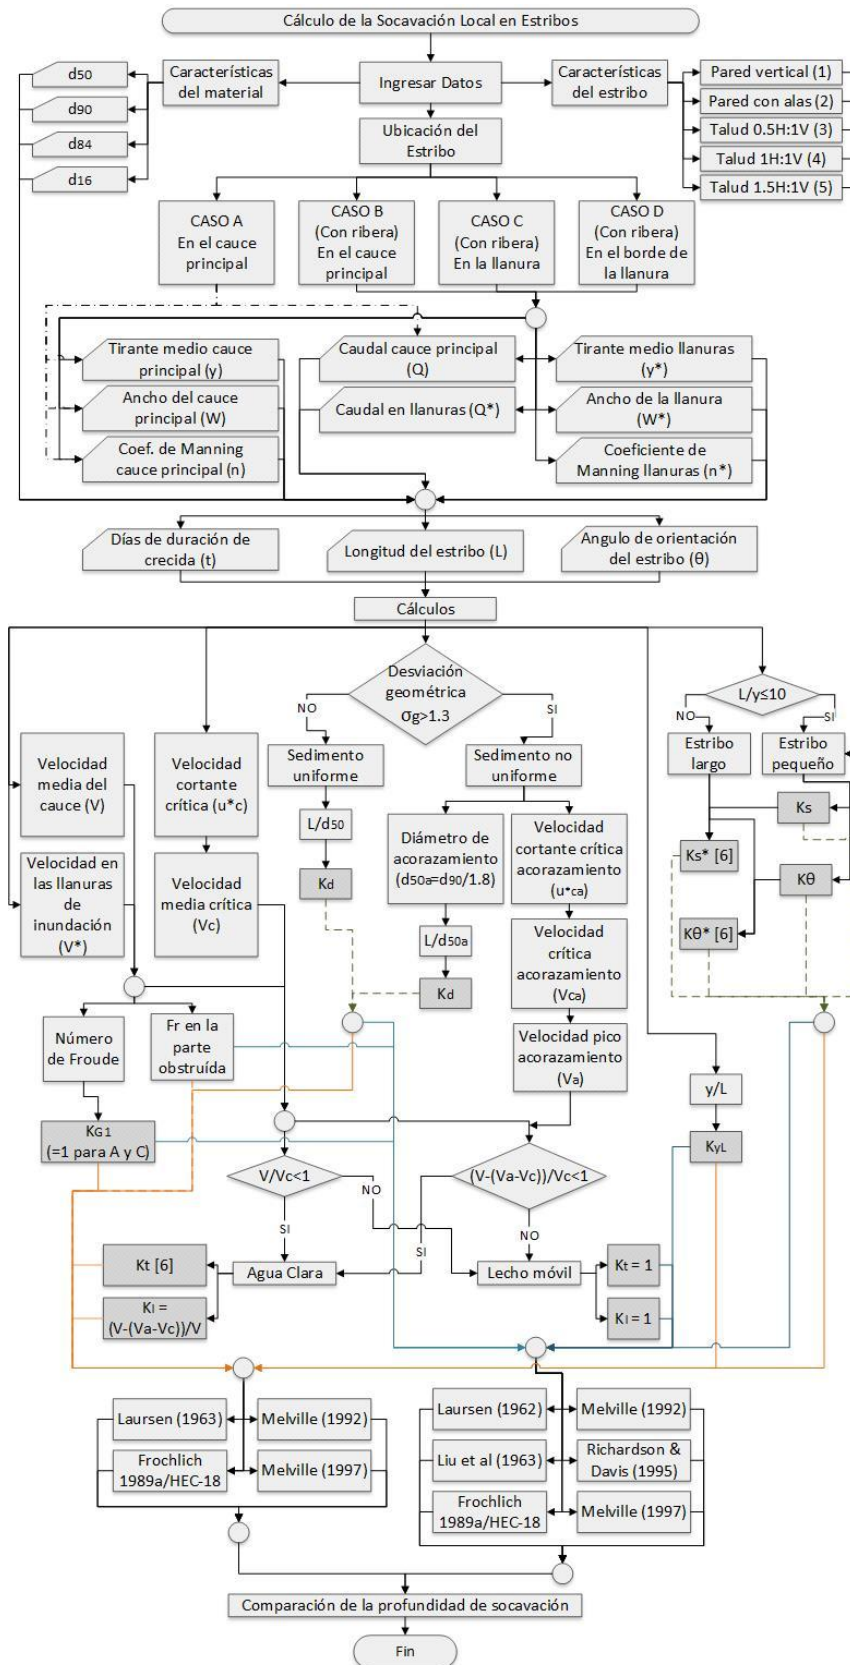 Cálculo de la Socavación Local en Estribos
d50
d90
d84
d16
Características
del material
Ingresar Datos
Características
del estribo
Pared vertical (1)
Pared con alas (2)
Talud 0.5H:1V (3)
Talud 1H:1V (4)
Talud 1.5H:1V (5)
Ubicación del
Estribo
CASO A
En el cauce
principal
CASO B
(Con ribera)
En el cauce
principal
CASO C
(Con ribera)
En la llanura
CASO D
(Con ribera)
En el borde de
la llanura
Tirante medio cauce
principal (y)
Caudal cauce principal
(Q)
Tirante medio llanuras
(y*)
Ancho del cauce
principal (W)
Caudal en llanuras (Q*)
Ancho de la llanura
(W*)
Coef. de Manning
cauce principal (n)
Coeficiente de
Manning llanuras (n*)
Días de duración de
crecida (t)
Longitud del estribo (L)
Angulo de orientación
del estribo (θ)
Cálculos
Desviación
geométrica
σg>1.3
NO
SI
L/y≤10
NO
SI
Velocidad
media del
cauce (V)
Velocidad
cortante
crítica (u*c)
Sedimento
uniforme
Sedimento no
uniforme
Estribo
largo
Estribo
pequeño
L/d50
Diámetro de
acorazamiento
(d50a=d90/1.8)
Velocidad
cortante crítica
acorazamiento
(u*ca)
Ks
Ks* [6]
Velocidad en
las llanuras
de
inundación
(V*)
Velocidad
media crítica
(Vc)
Kd
Kθ
Kθ* [6]
L/d50a
Velocidad
crítica
acorazamiento
(Vca)
Kd
Número
de Froude
Fr en la
parte
obstruída
Velocidad pico
acorazamiento
(Va)
y/L
KG1
(=1 para A y C)
KyL
V/Vc<1
NO
SI
(V-(Va-Vc))/Vc<1
SI
NO
Kt [6]
Agua Clara
Lecho móvil
Kt = 1
KI =
(V-(Va-Vc))/V
KI = 1
Laursen (1963)
Melville (1992)
Frochlich
1989a/HEC-18
Melville (1997)
Laursen (1962)
Melville (1992)
Liu et al (1963)
Richardson &
Davis (1995)
Frochlich
1989a/HEC-18
Melville (1997)
Comparación de la profundidad de socavación
Fin